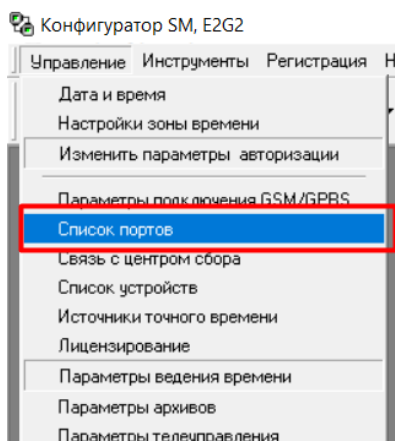 Конфигуратор SM, E2G2
Управление Инструменты Регистрация Н
Дата и время
Настройки зоны времени
Изменить параметры авторизации
Параметры подключения GSM/GPRS
Список портов
Связь с центром сбора
Список устройств
Источники точного времени
Лицензирование
Параметры ведения времени
Параметры архивов
Параметры телеуправления